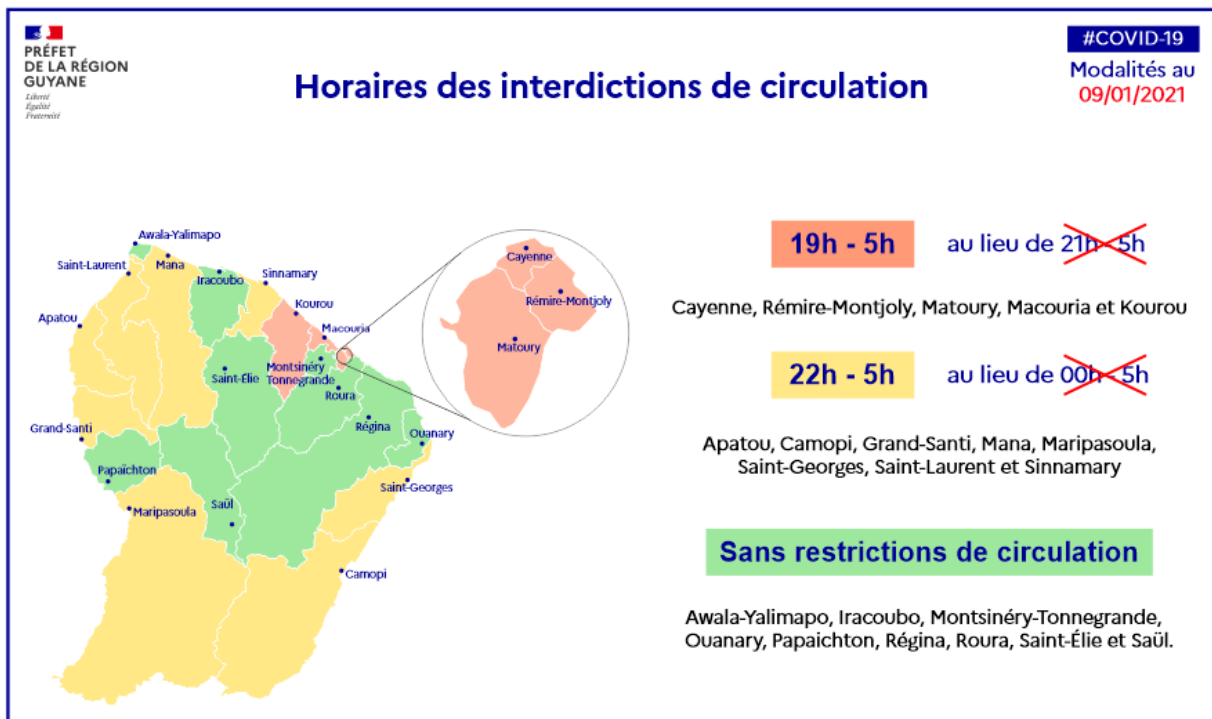 PRÉFET
DE LA RÉGION
GUYANE
Liberté
Égalité
Fraternité
#COVID-19
Modalités au
09/01/2021
Horaires des interdictions de circulation
Awala-Yalimapo
Saint-Laurent
Mana
Iracoubo
Sinnamary
Kourou
Apatou
Macouria
Montsinéry
Tonnegrande
Saint-Élie
Roura
Régina
Grand-Santi
Ouanary
Papaïchton
Saint-Georges
Saül
Maripasoula
Camopi
Cayenne
Rémire-Montjoly
Matoury
19h - 5h au lieu de 21h - 5h
Cayenne, Rémire-Montjoly, Matoury, Macouria et Kourou
22h - 5h au lieu de 00h - 5h
Apatou, Camopi, Grand-Santi, Mana, Maripasoula,
Saint-Georges, Saint-Laurent et Sinnamary
Sans restrictions de circulation
Awala-Yalimapo, Iracoubo, Montsinéry-Tonnegrande,
Ouanary, Papaichton, Régina, Roura, Saint-Élie et Saül.